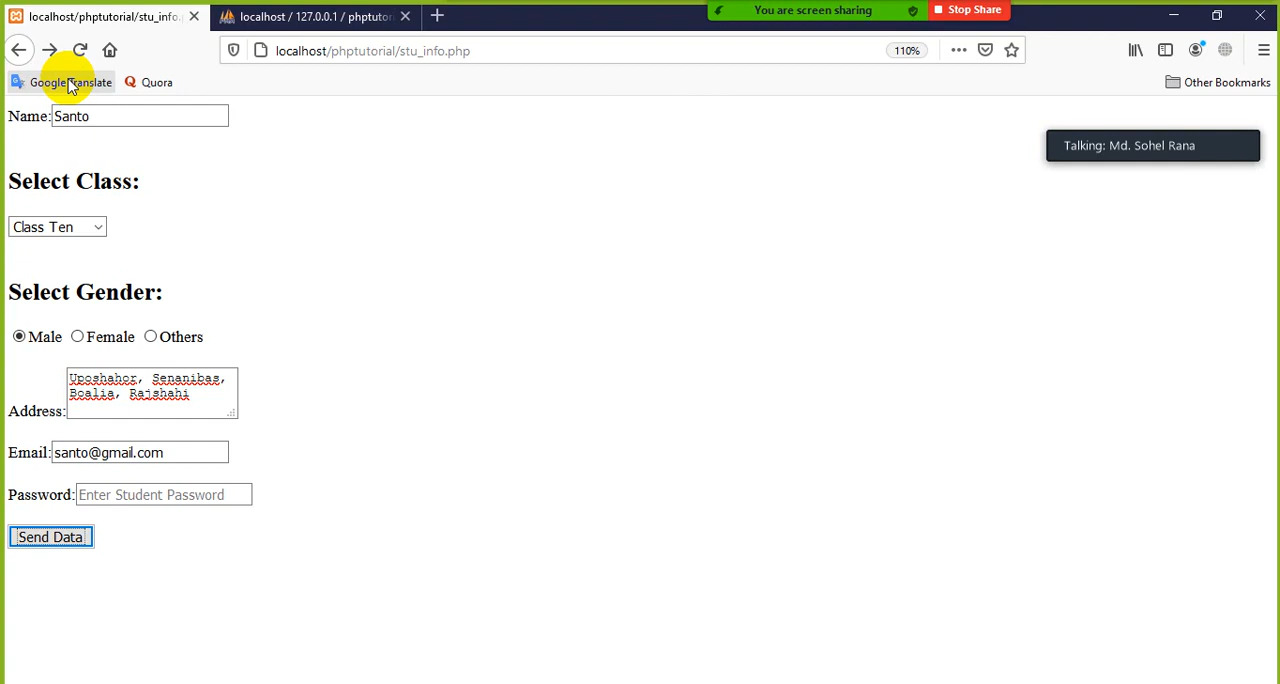 localhost/phptutorial/stu_info.
localhost / 127.0.0.1 / phptutor
You are screen sharing
Stop Share
localhost/phptutorial/stu_info.php
110%
Google Translate
Quora
Other Bookmarks
Name:
Santo
Talking: Md. Sohel Rana
Select Class:
Class Ten
Select Gender:
Male
Female
Others
Uposhahor, Senanibas,
Boalia, Rajshahi
Address:
Email:
santo@gmail.com
Password:
Enter Student Password
Send Data